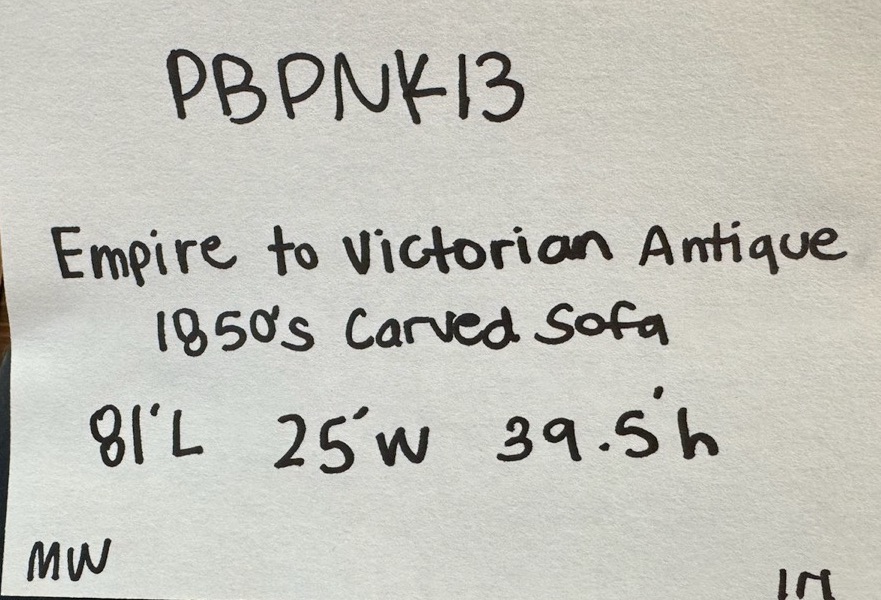 PBPNK13
Empire to Victorian Antique
1850's Carved Sofa
81'L 25'W 39.5'h
MW